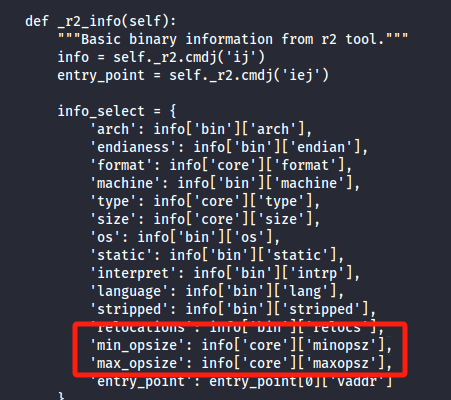 def _r2_info(self):
"""Basic binary information from r2 tool."""
info = self._r2.cmdj('ij')
entry_point = self._r2.cmdj('iej')
info_select = {
'arch': info['bin']['arch'],
'endianess': info['bin']['endian'],
'format': info['core']['format'],
'machine': info['bin']['machine'],
'type': info['core']['type'],
'size': info['core']['size'],
'os': info['bin']['os'],
'static': info['bin']['static'],
'interpret': info['bin']['intrp'],
'language': info['bin']['lang'],
'stripped': info['bin']['stripped'],
'relocations': info['bin']['relocs'],
'min_opsize': info['core']['minopsz'],
'max_opsize': info['core']['maxopsz'],
'entry_point': entry_point[0]['vaddr']
}